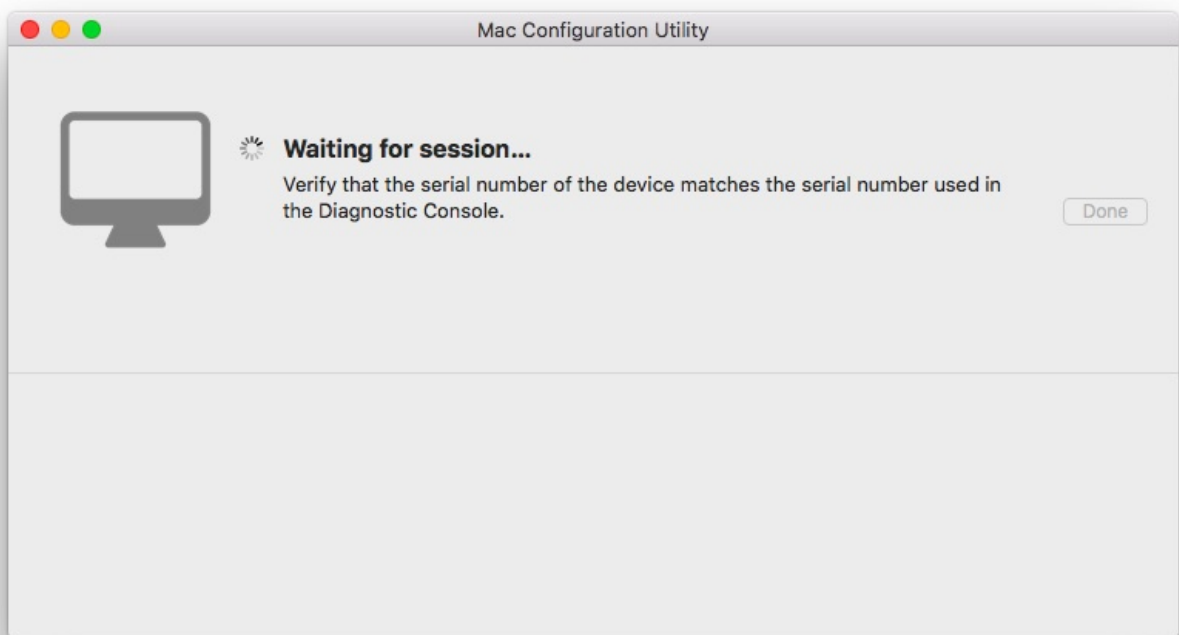 Mac Configuration Utility
Waiting for session...
Verify that the serial number of the device matches the serial number used in
the Diagnostic Console.
Done